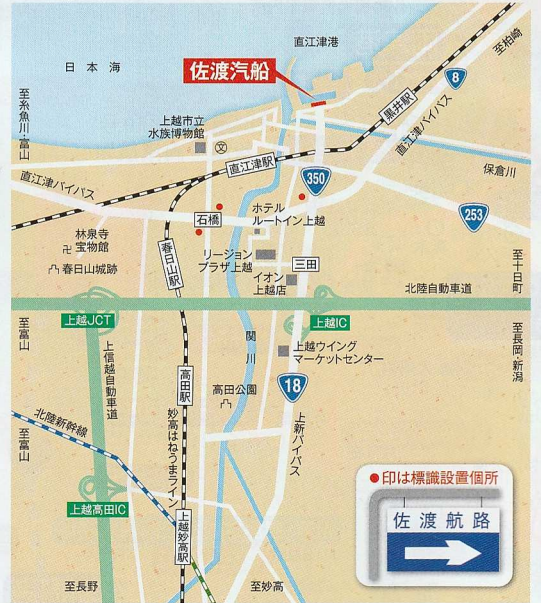 直江津港
日本海
佐渡汽船
至柏崎
8
至糸魚川・富山
上越市立
水族博物館
文
黒井駅
直江津バイパス
直江津駅
保倉川
直江津バイパス
350
253
石橋
ホテル
ルートイン上越
林泉寺
宝物館
春日山城跡
春日山駅
リージョン
プラザ上越
三田
イオン
上越店
至十日町
北陸自動車道
上越JCT
上越IC
至富山
至長岡・新潟
上信越自動車道
関川
上越ウイング
マーケットセンター
高田駅
高田公園
18
北陸新幹線
至富山
妙高はねうまライン
上新バイパス
●印は標識設置個所
佐渡航路
上越高田IC
上越妙高駅
至長野
至妙高